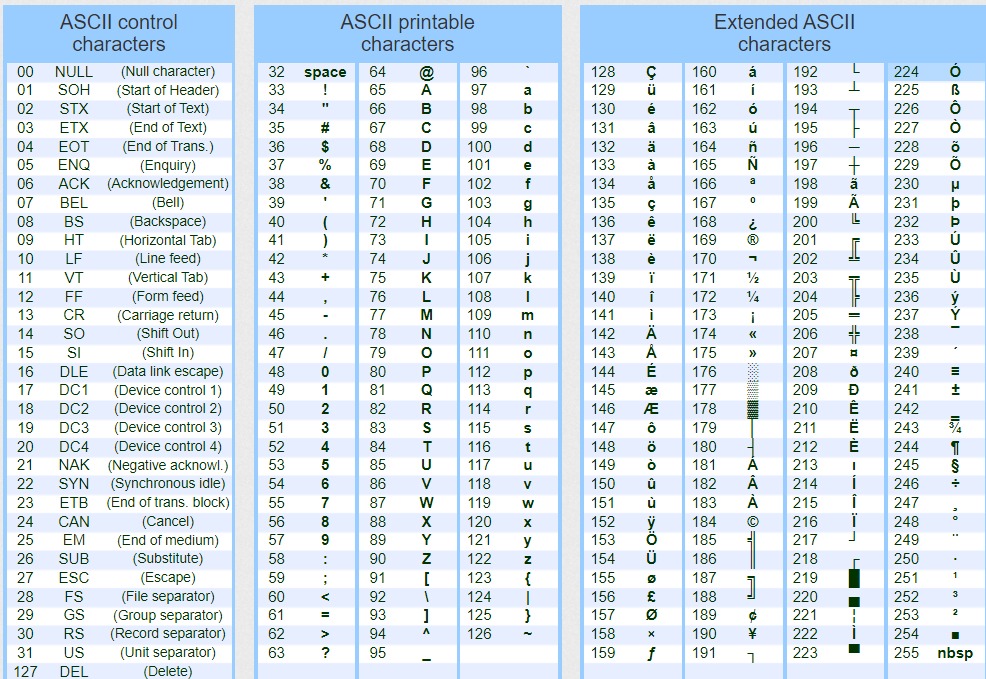 ASCII control
characters
00 NULL (Null character)
01 SOH (Start of Header)
02 STX (Start of Text)
03 ETX (End of Text)
04 EOT (End of Trans.)
05 ENQ (Enquiry)
06 ACK (Acknowledgement)
07 BEL (Bell)
08 BS (Backspace)
09 HT (Horizontal Tab)
10 LF (Line feed)
11 VT (Vertical Tab)
12 FF (Form feed)
13 CR (Carriage return)
14 SO (Shift Out)
15 SI (Shift In)
16 DLE (Data link escape)
17 DC1 (Device control 1)
18 DC2 (Device control 2)
19 DC3 (Device control 3)
20 DC4 (Device control 4)
21 NAK (Negative acknowl.)
22 SYN (Synchronous idle)
23 ETB (End of trans. block)
24 CAN (Cancel)
25 EM (End of medium)
26 SUB (Substitute)
27 ESC (Escape)
28 FS (File separator)
29 GS (Group separator)
30 RS (Record separator)
31 US (Unit separator)
127 DEL (Delete)
ASCII printable
characters
32 space 64 @ 96 `
33 ! 65 A 97 a
34 " 66 B 98 b
35 # 67 C 99 c
36 $ 68 D 100 d
37 % 69 E 101 e
38 & 70 F 102 f
39 ' 71 G 103 g
40 ( 72 H 104 h
41 ) 73 I 105 i
42 * 74 J 106 j
43 + 75 K 107 k
44 , 76 L 108 l
45 - 77 M 109 m
46 . 78 N 110 n
47 / 79 O 111 o
48 0 80 P 112 p
49 1 81 Q 113 q
50 2 82 R 114 r
51 3 83 S 115 s
52 4 84 T 116 t
53 5 85 U 117 u
54 6 86 V 118 v
55 7 87 W 119 w
56 8 88 X 120 x
57 9 89 Y 121 y
58 : 90 Z 122 z
59 ; 91 [ 123 {
60 < 92 \ 124 |
61 = 93 ] 125 }
62 > 94 ^ 126 ~
63 ? 95 _
Extended ASCII
characters
128 Ç 160 á 192 └ 224 Ó
129 ü 161 í 193 ┴ 225 ß
130 é 162 ó 194 ┬ 226 Ô
131 â 163 ú 195 ├ 227 Ò
132 ä 164 ñ 196 ─ 228 õ
133 à 165 Ñ 197 ┼ 229 Õ
134 å 166 ª 198 ã 230 µ
135 ç 167 º 199 Ã 231 þ
136 ê 168 ¿ 200 ╚ 232 Þ
137 ë 169 ® 201 ╔ 233 Ú
138 è 170 ¬ 202 ╩ 234 Û
139 ï 171 ½ 203 ╦ 235 Ù
140 î 172 ¼ 204 ╠ 236 ý
141 ì 173 ¡ 205 ═ 237 Ý
142 Ä 174 « 206 ╬ 238 ¯
143 Å 175 » 207 ¤ 239 ´
144 É 176 ░ 208 ð 240 ≡
145 æ 177 ▒ 209 Ð 241 ±
146 Æ 178 ▓ 210 Ê 242 ‗
147 ô 179 │ 211 Ë 243 ¾
148 ö 180 ┤ 212 È 244 ¶
149 ò 181 Á 213 ı 245 §
150 û 182 Â 214 Í 246 ÷
151 ù 183 À 215 Î 247 ¸
152 ÿ 184 © 216 Ï 248 °
153 Ö 185 ╣ 217 ┘ 249 ¨
154 Ü 186 ║ 218 ┌ 250 ·
155 ø 187 ╗ 219 █ 251 ¹
156 £ 188 ╝ 220 ▄ 252 ³
157 Ø 189 ¢ 221 ¦ 253 ²
158 × 190 ¥ 222 Ì 254 ■
159 ƒ 191 ┐ 223 ▀ 255 nbsp